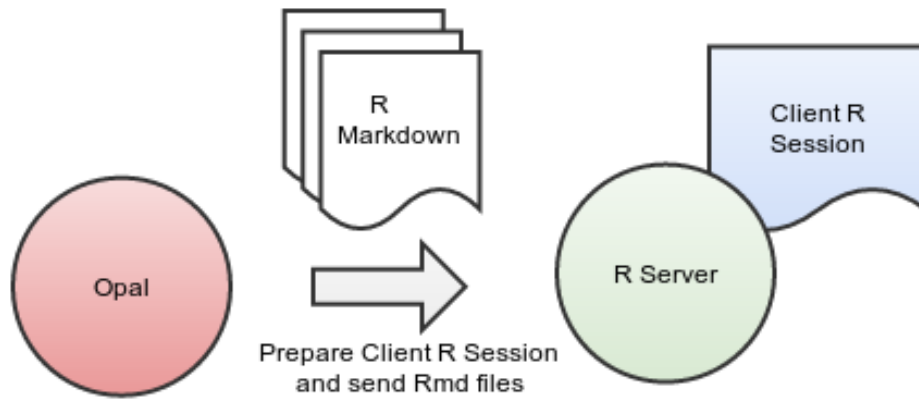 R
Markdown
Client R
Session
Opal
R Server
Prepare Client R Session
and send Rmd files